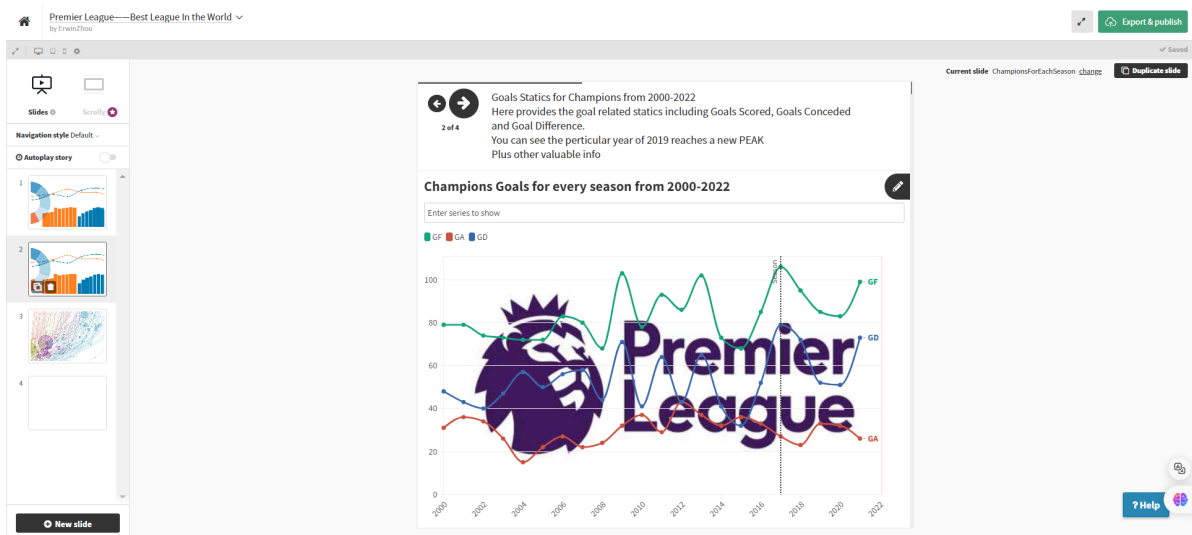 Premier League——Best League In the World
by ErwinZhou
Export & publish
Saved
Current slide ChampionsForEachSeason change
Duplicate slide
Slides
Scrolly
Navigation style Default
Autoplay story
1
2
3
4
New slide
2 of 4
Goals Statics for Champions from 2000-2022
Here provides the goal related statics including Goals Scored, Goals Conceded
and Goal Difference.
You can see the perticular year of 2019 reaches a new PEAK
Plus other valuable info
Champions Goals for every season from 2000-2022
Enter series to show
GF GA GD
Season
100
80
60
40
20
0
Premier
League
GF
GD
GA
2000 2002 2004 2006 2008 2010 2012 2014 2016 2018 2020 2022
? Help